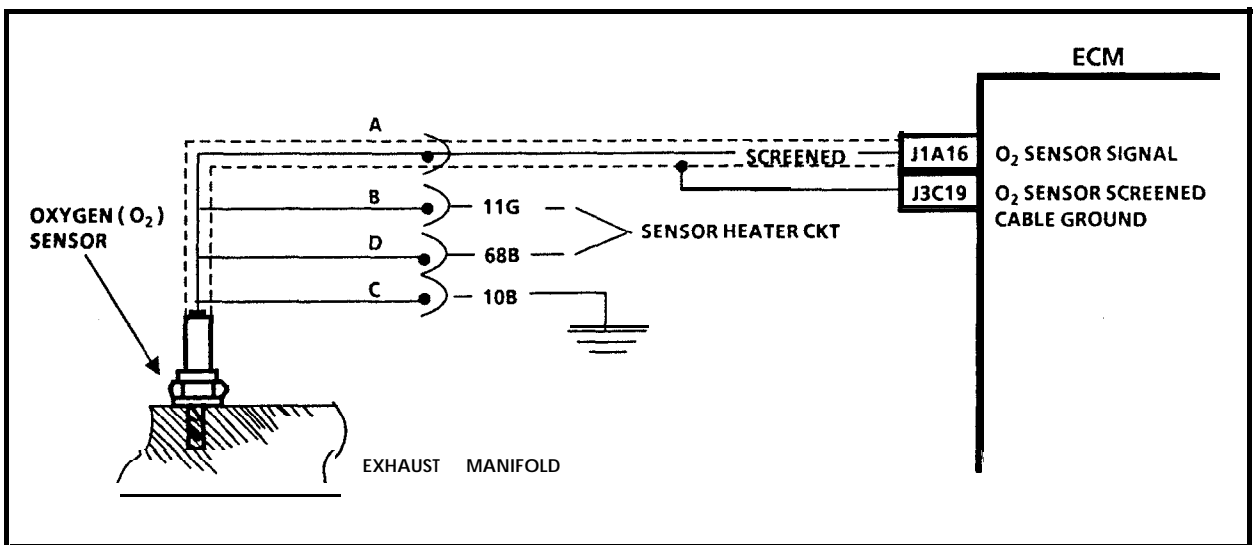 ECM
A
SCREENED
J1A16
O₂ SENSOR SIGNAL
J3C19
O₂ SENSOR SCREENED
CABLE GROUND
B
11G
OXYGEN (O₂)
SENSOR
SENSOR HEATER CKT
D
68B
C
10B
EXHAUST MANIFOLD